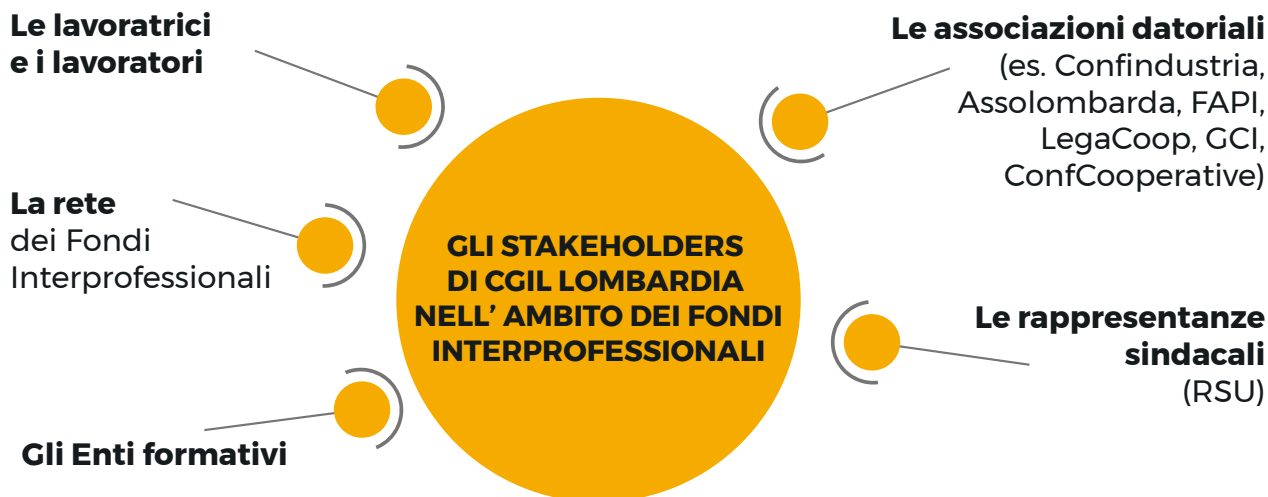 Le lavoratrici
e i lavoratori
La rete
dei Fondi
Interprofessionali
Gli Enti formativi
GLI STAKEHOLDERS
DI CGIL LOMBARDIA
NELL’ AMBITO DEI FONDI
INTERPROFESSIONALI
Le associazioni datoriali
(es. Confindustria,
Assolombarda, FAPI,
LegaCoop, GCI,
ConfCooperative)
Le rappresentanze
sindacali
(RSU)